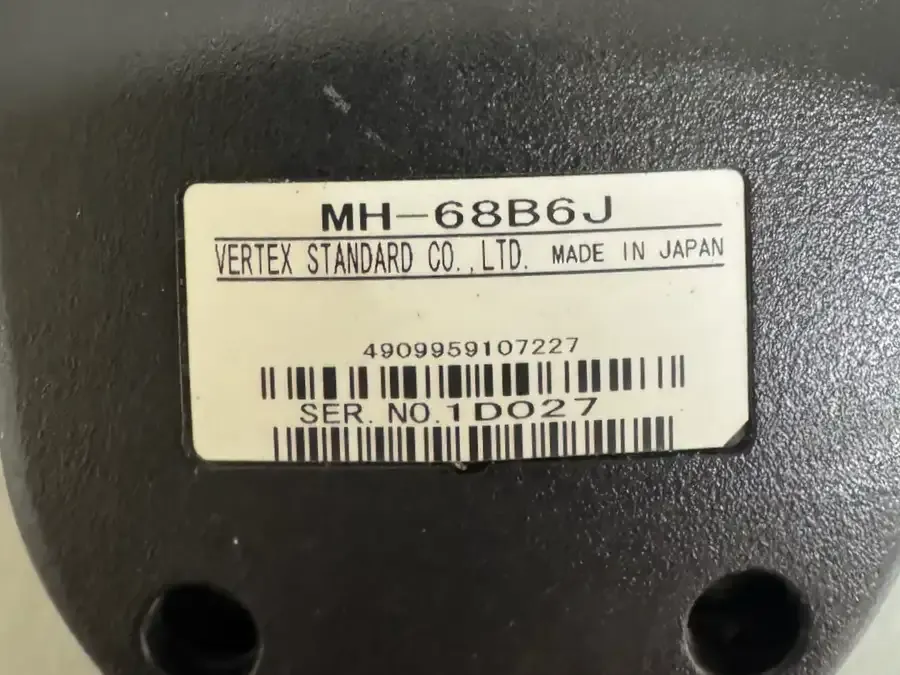 MH-68B6J
VERTEX STANDARD CO.,LTD. MADE IN JAPAN
4909959107227
SER. NO.1D027